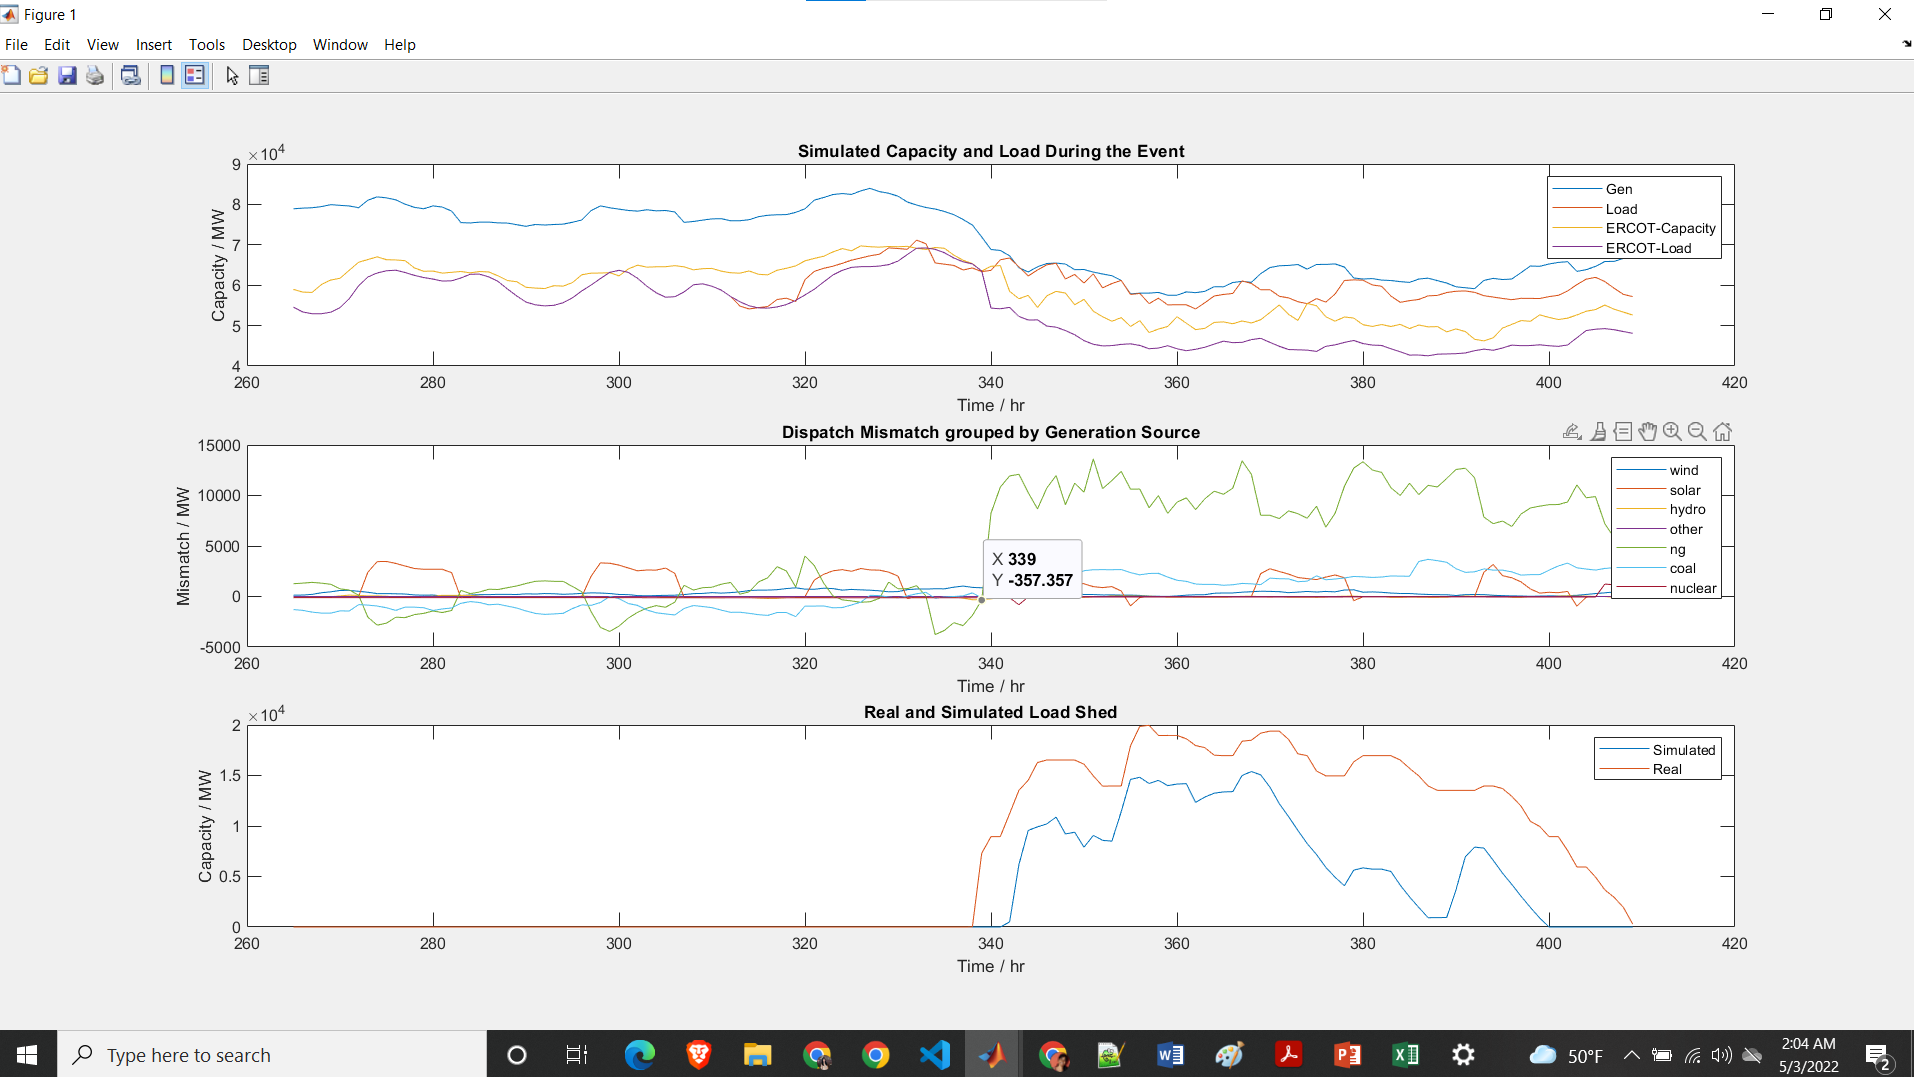 Figure 1
File Edit View Insert Tools Desktop Window Help
Simulated Capacity and Load During the Event
×10⁴
9
8
7
6
5
4
Capacity / MW
260 280 300 320 340 360 380 400 420
Time / hr
Gen
Load
ERCOT-Capacity
ERCOT-Load
Dispatch Mismatch grouped by Generation Source
15000
10000
5000
0
-5000
Mismatch / MW
260 280 300 320 340 360 380 400 420
Time / hr
X 339
Y -357.357
wind
solar
hydro
other
ng
coal
nuclear
Real and Simulated Load Shed
×10⁴
2
1.5
1
0.5
0
Capacity / MW
260 280 300 320 340 360 380 400 420
Time / hr
Simulated
Real
Type here to search
50°F
2:04 AM
5/3/2022
2